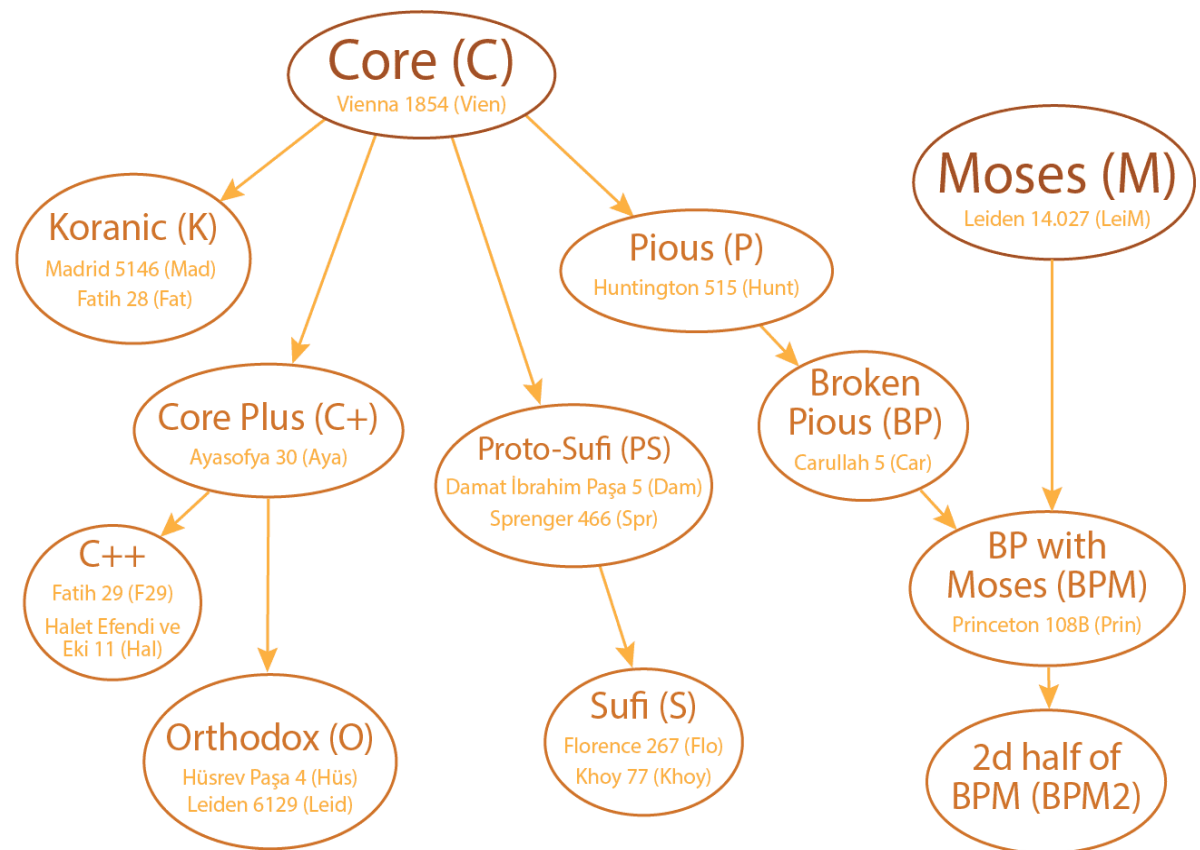 Core (C)
Vienna 1854 (Vien)
Moses (M)
Leiden 14.027 (LeiM)
Koranic (K)
Madrid 5146 (Mad)
Fatih 28 (Fat)
Pious (P)
Huntington 515 (Hunt)
Core Plus (C+)
Ayasofya 30 (Aya)
Proto-Sufi (PS)
Damat İbrahim Paşa 5 (Dam)
Sprenger 466 (Spr)
Broken
Pious (BP)
Carullah 5 (Car)
C++
Fatih 29 (F29)
Halet Efendi ve
Eki 11 (Hal)
BP with
Moses (BPM)
Princeton 108B (Prin)
Orthodox (O)
Hüsrev Paşa 4 (Hüs)
Leiden 6129 (Leid)
Sufi (S)
Florence 267 (Flo)
Khoy 77 (Khoy)
2d half of
BPM (BPM2)